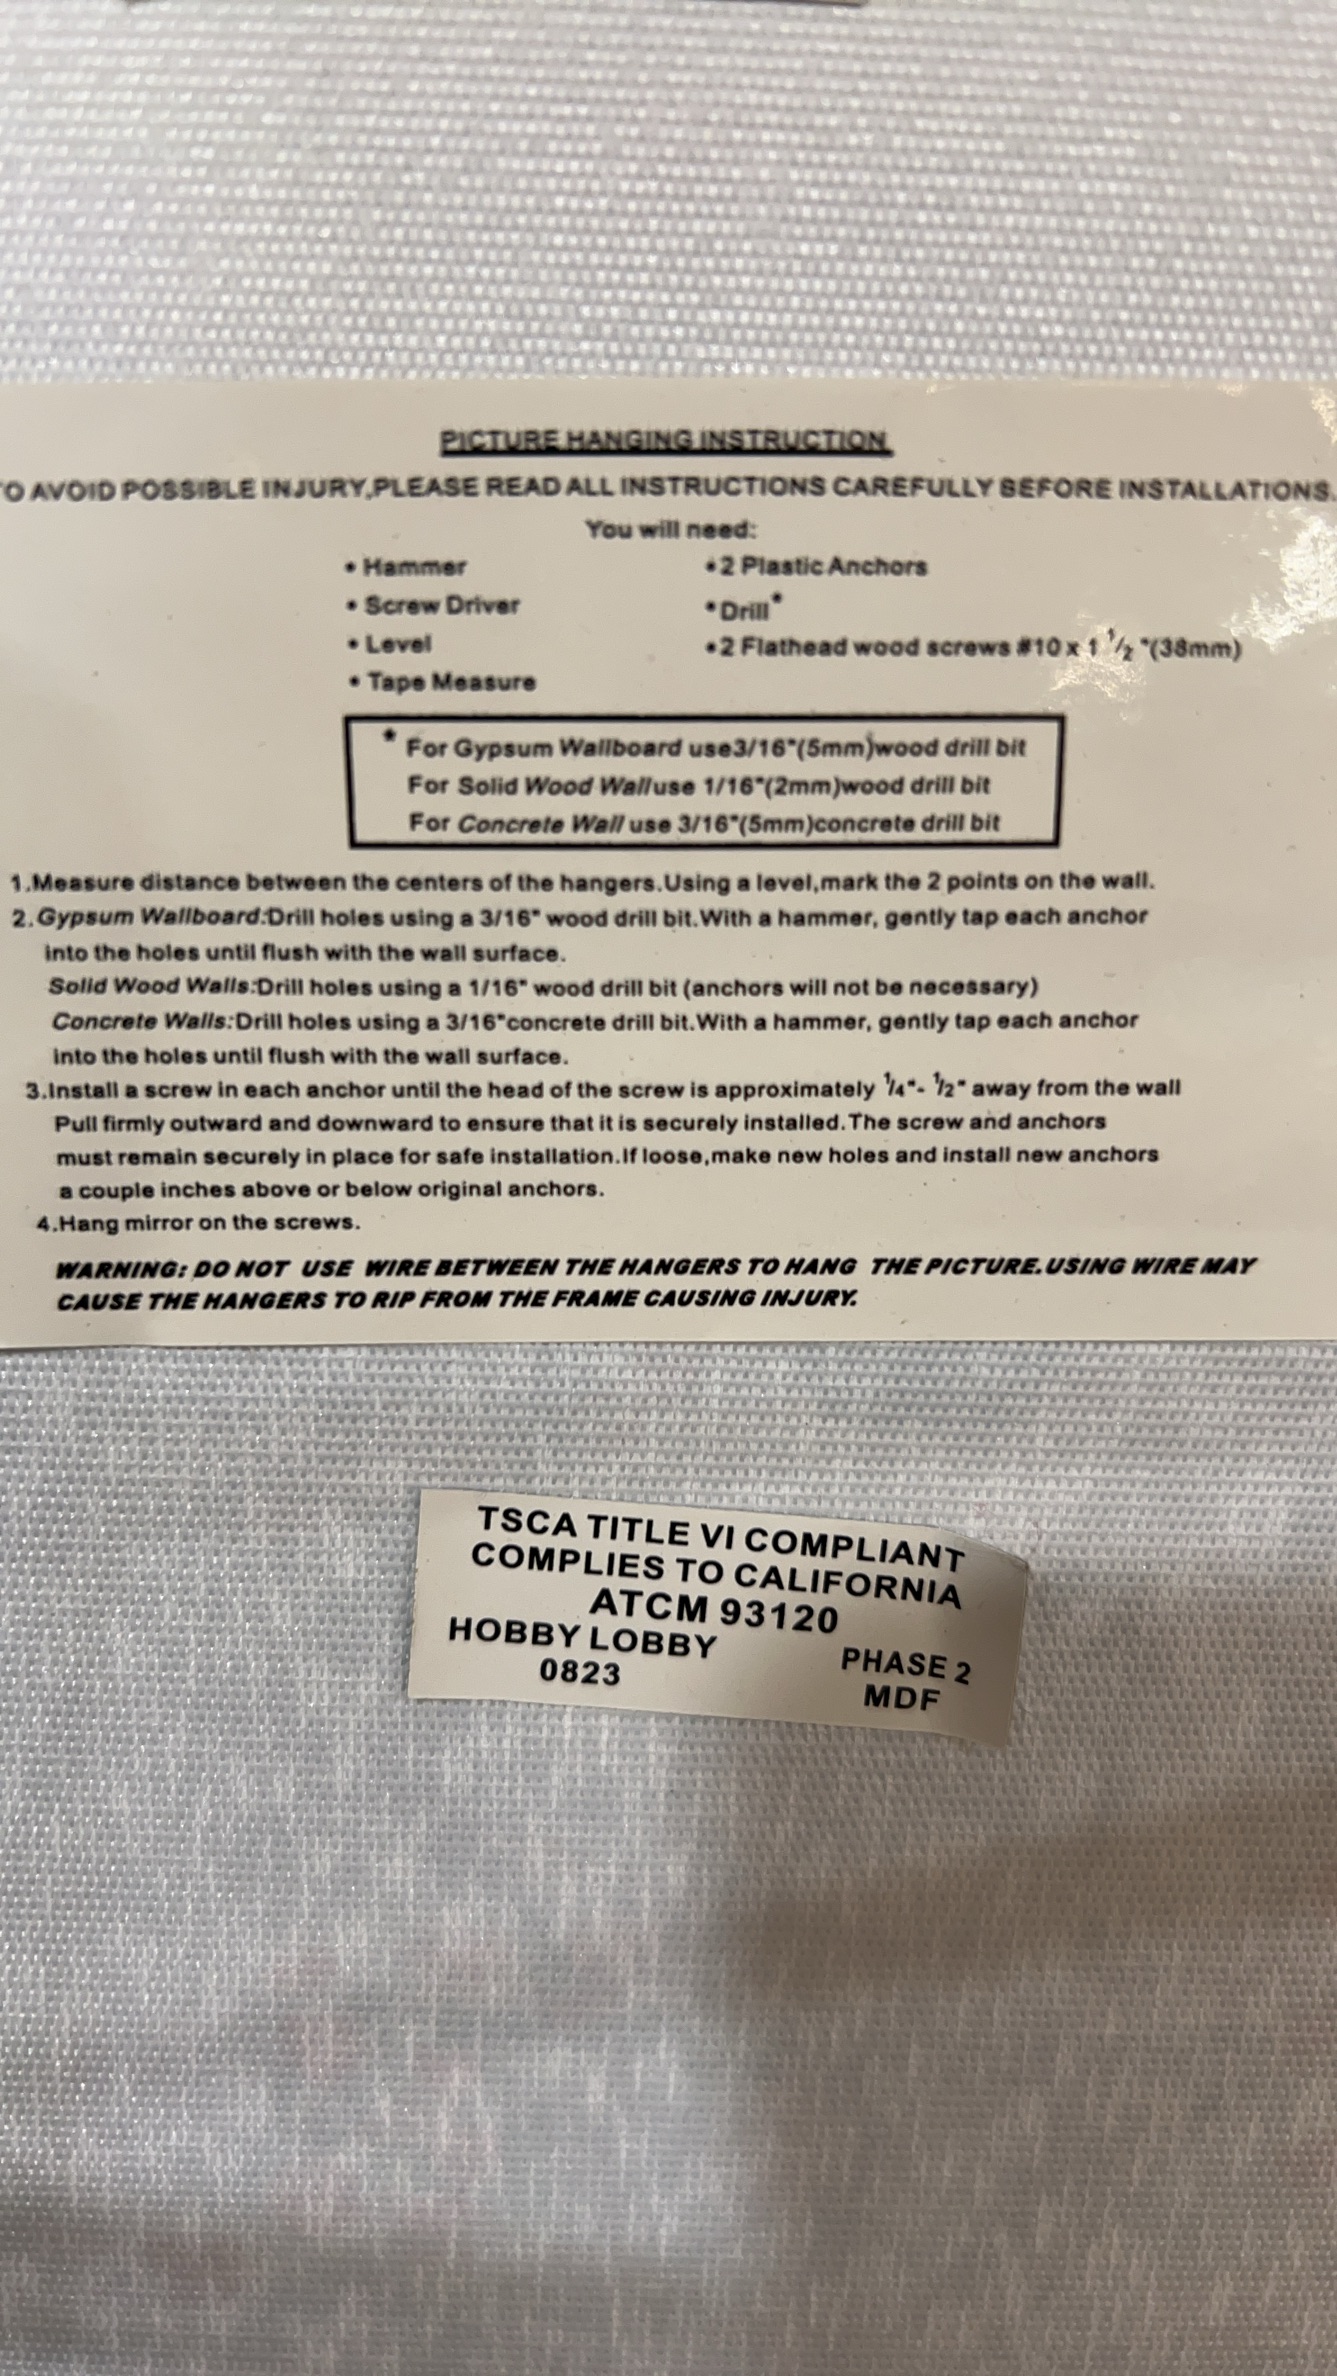 PICTURE HANGING INSTRUCTION
O AVOID POSSIBLE INJURY,PLEASE READ ALL INSTRUCTIONS CAREFULLY BEFORE INSTALLATIONS.
You will need:
• Hammer
• Screw Driver
• Level
• Tape Measure
• 2 Plastic Anchors
• Drill*
• 2 Flathead wood screws #10 x 1 1/2 "(38mm)
* For Gypsum Wallboard use3/16"(5mm)wood drill bit
For Solid Wood Walluse 1/16"(2mm)wood drill bit
For Concrete Wall use 3/16"(5mm)concrete drill bit
1.Measure distance between the centers of the hangers.Using a level,mark the 2 points on the wall.
2.Gypsum Wallboard:Drill holes using a 3/16" wood drill bit.With a hammer, gently tap each anchor
into the holes until flush with the wall surface.
Solid Wood Walls:Drill holes using a 1/16" wood drill bit (anchors will not be necessary)
Concrete Walls:Drill holes using a 3/16"concrete drill bit.With a hammer, gently tap each anchor
into the holes until flush with the wall surface.
3.Install a screw in each anchor until the head of the screw is approximately 1/4"- 1/2" away from the wall
Pull firmly outward and downward to ensure that it is securely installed.The screw and anchors
must remain securely in place for safe installation.If loose,make new holes and install new anchors
a couple inches above or below original anchors.
4.Hang mirror on the screws.
WARNING: DO NOT USE WIRE BETWEEN THE HANGERS TO HANG THE PICTURE.USING WIRE MAY
CAUSE THE HANGERS TO RIP FROM THE FRAME CAUSING INJURY.
TSCA TITLE VI COMPLIANT
COMPLIES TO CALIFORNIA
ATCM 93120
HOBBY LOBBY
0823
PHASE 2
MDF